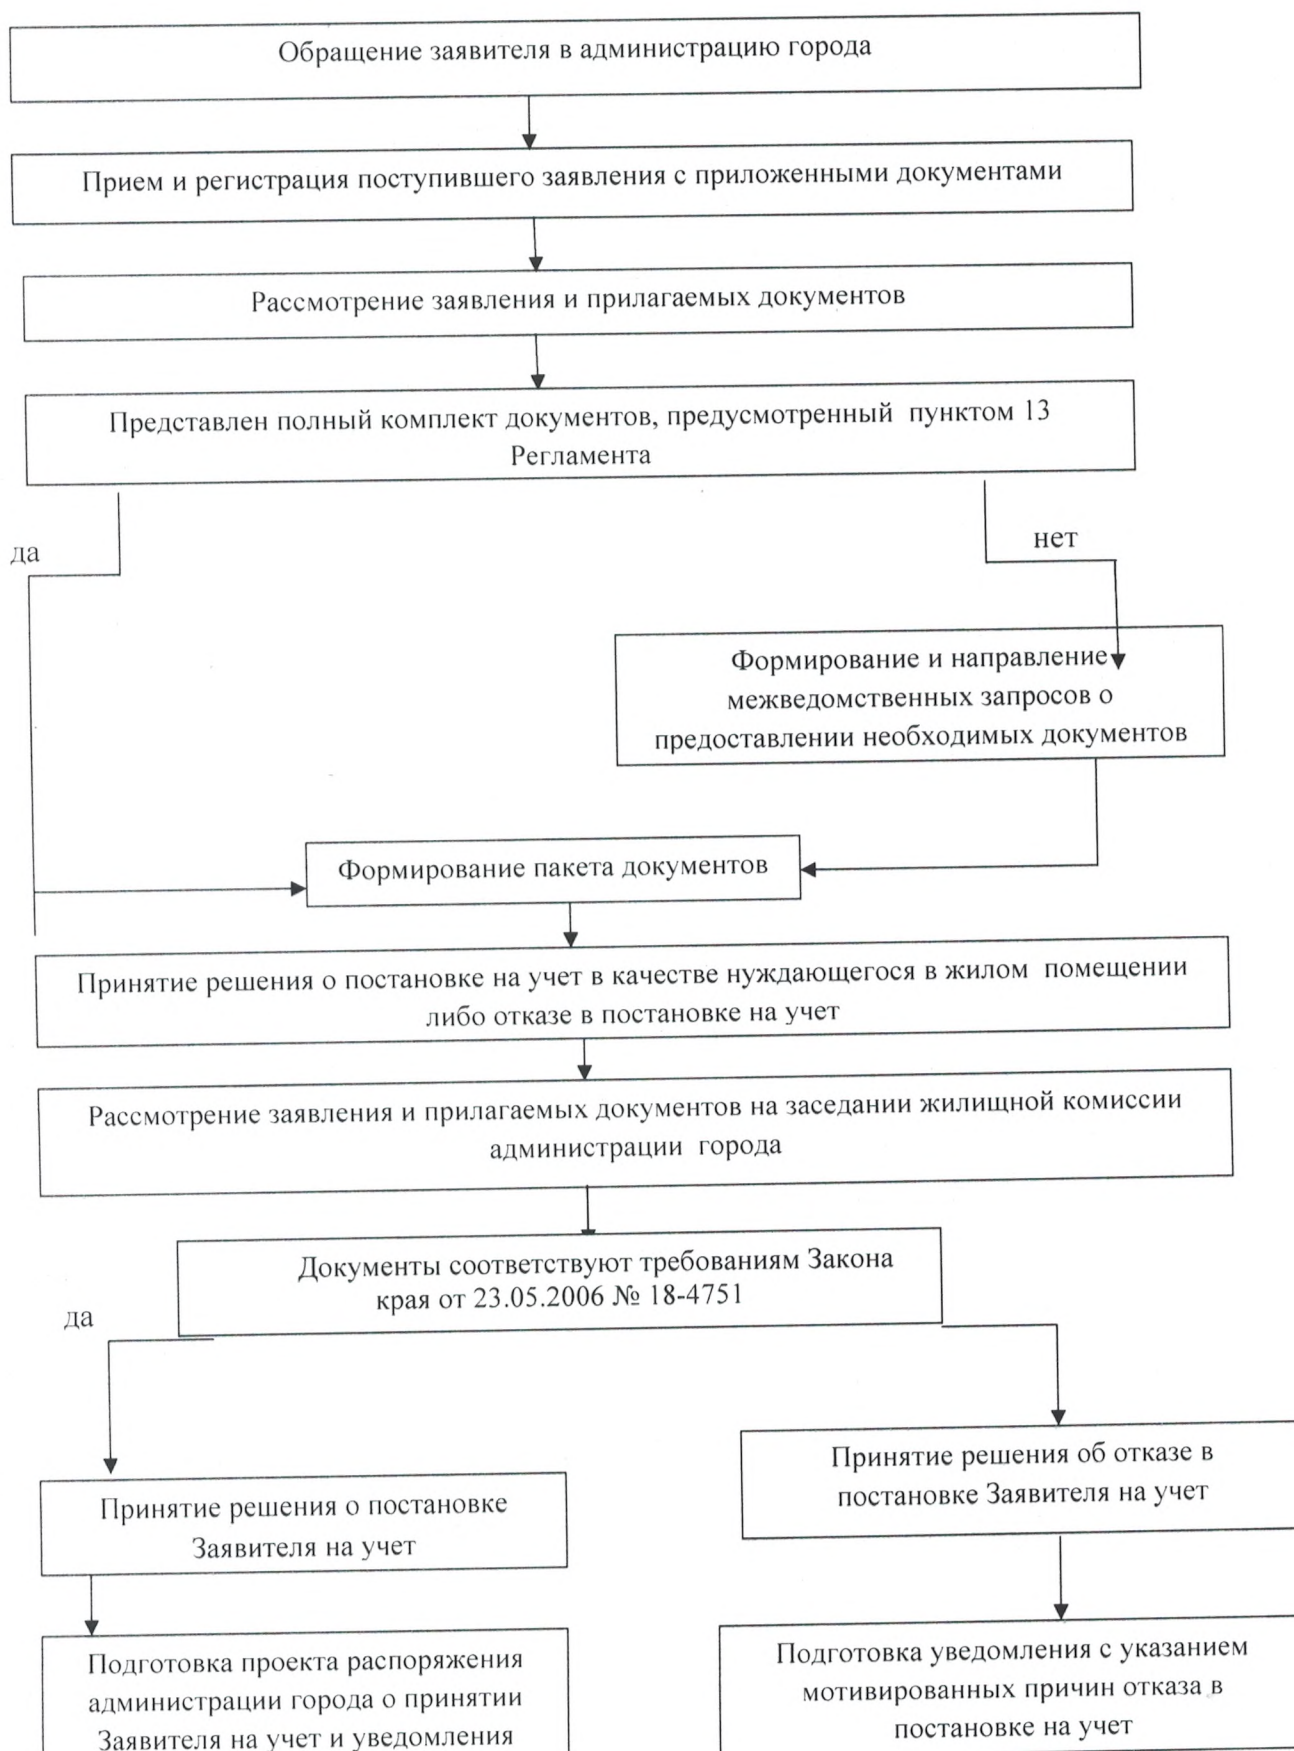 Обращение заявителя в администрацию города
Прием и регистрация поступившего заявления с приложенными документами
Рассмотрение заявления и прилагаемых документов
Представлен полный комплект документов, предусмотренный пунктом 13
Регламента
да
нет
Формирование и направление
межведомственных запросов о
предоставлении необходимых документов
Формирование пакета документов
Принятие решения о постановке на учет в качестве нуждающегося в жилом помещении
либо отказе в постановке на учет
Рассмотрение заявления и прилагаемых документов на заседании жилищной комиссии
администрации города
Документы соответствуют требованиям Закона
края от 23.05.2006 № 18-4751
да
Принятие решения о постановке
Заявителя на учет
Принятие решения об отказе в
постановке Заявителя на учет
Подготовка проекта распоряжения
администрации города о принятии
Заявителя на учет и уведомления
Подготовка уведомления с указанием
мотивированных причин отказа в
постановке на учет